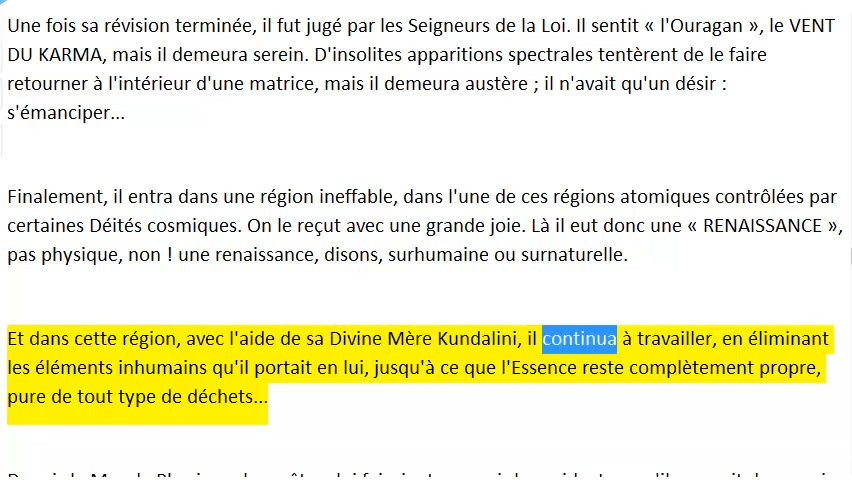 Une fois sa révision terminée, il fut jugé par les Seigneurs de la Loi. Il sentit « l'Ouragan », le VENT
DU KARMA, mais il demeura serein. D'insolites apparitions spectrales tentèrent de le faire
retourner à l'intérieur d'une matrice, mais il demeura austère ; il n'avait qu'un désir :
s'émanciper...
Finalement, il entra dans une région ineffable, dans l'une de ces régions atomiques contrôlées par
certaines Déités cosmiques. On le reçut avec une grande joie. Là il eut donc une « RENAISSANCE »,
pas physique, non ! une renaissance, disons, surhumaine ou surnaturelle.
Et dans cette région, avec l'aide de sa Divine Mère Kundalini, il continua à travailler, en éliminant
les éléments inhumains qu'il portait en lui, jusqu'à ce que l'Essence reste complètement propre,
pure de tout type de déchets...